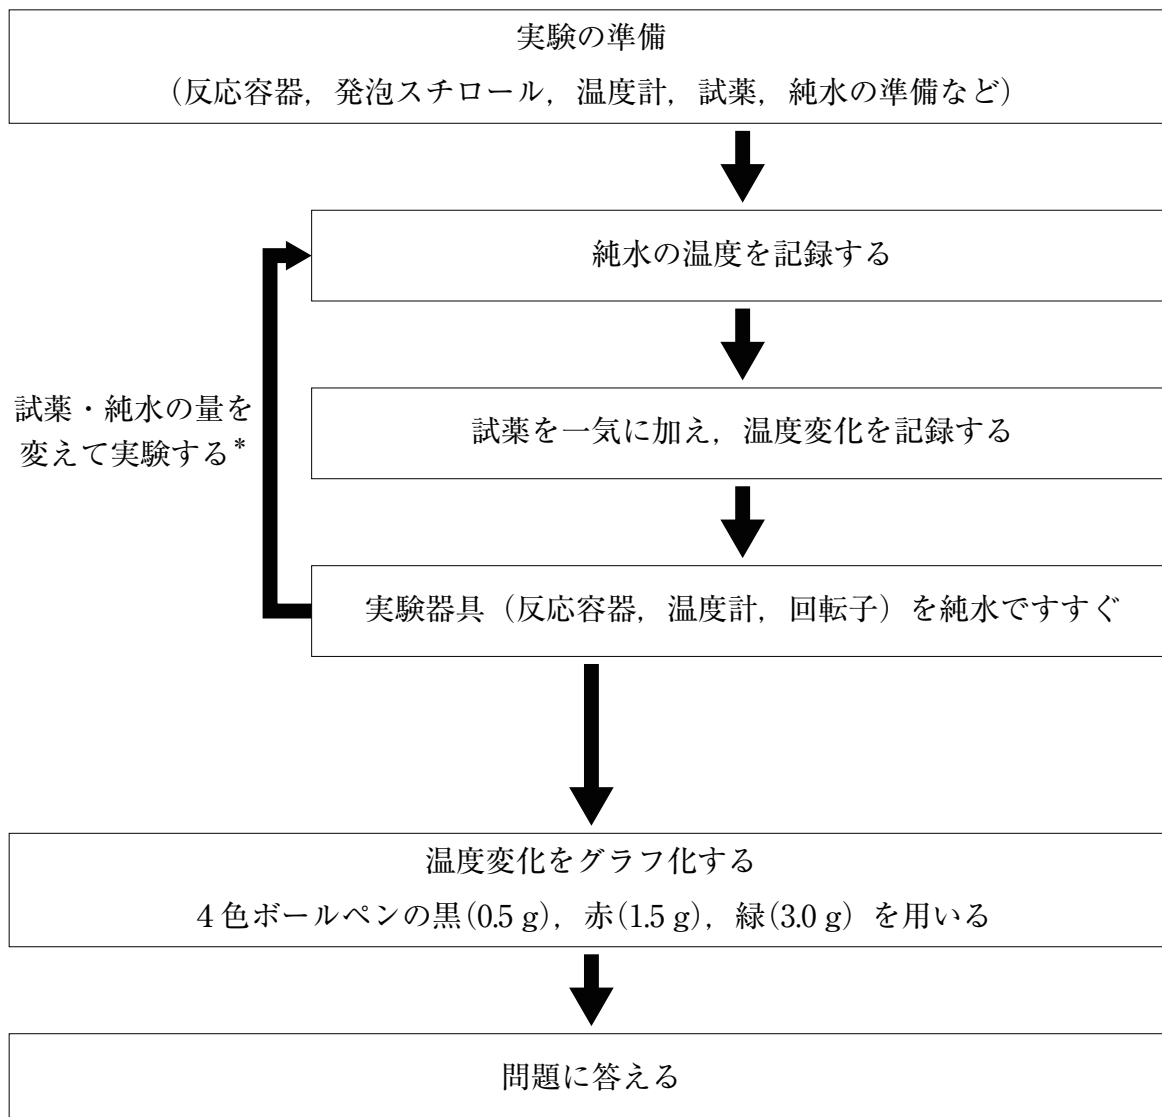 実験の準備
（反応容器，発泡スチロール，温度計，試薬，純水の準備など）
純水の温度を記録する
試薬を一気に加え，温度変化を記録する
試薬・純水の量を
変えて実験する*
実験器具（反応容器，温度計，回転子）を純水ですすぐ
温度変化をグラフ化する
4色ボールペンの黒(0.5 g)，赤(1.5 g)，緑(3.0 g) を用いる
問題に答える